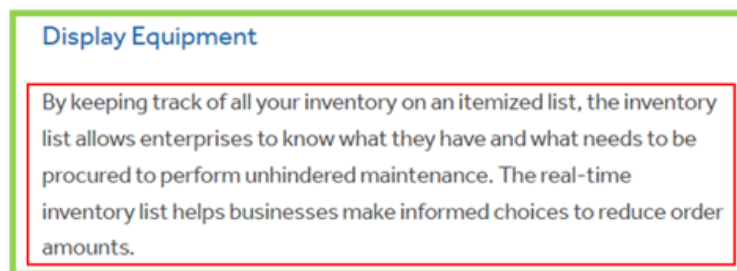 Display Equipment
By keeping track of all your inventory on an itemized list, the inventory
list allows enterprises to know what they have and what needs to be
procured to perform unhindered maintenance. The real-time
inventory list helps businesses make informed choices to reduce order
amounts.